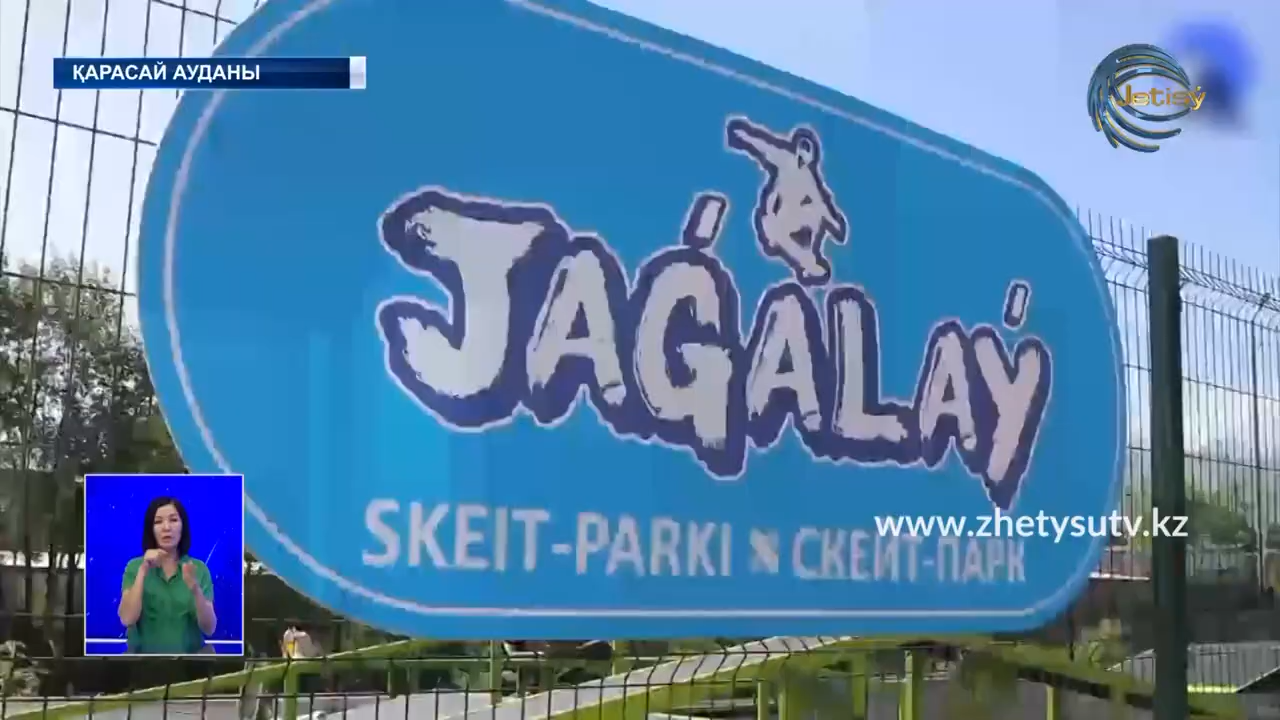 ҚАРАСАЙ АУДАНЫ
Jetisý
JAǴALAÝ
SKEIT-PARKI СКЕЙТ-ПАРК
www.zhetysutv.kz